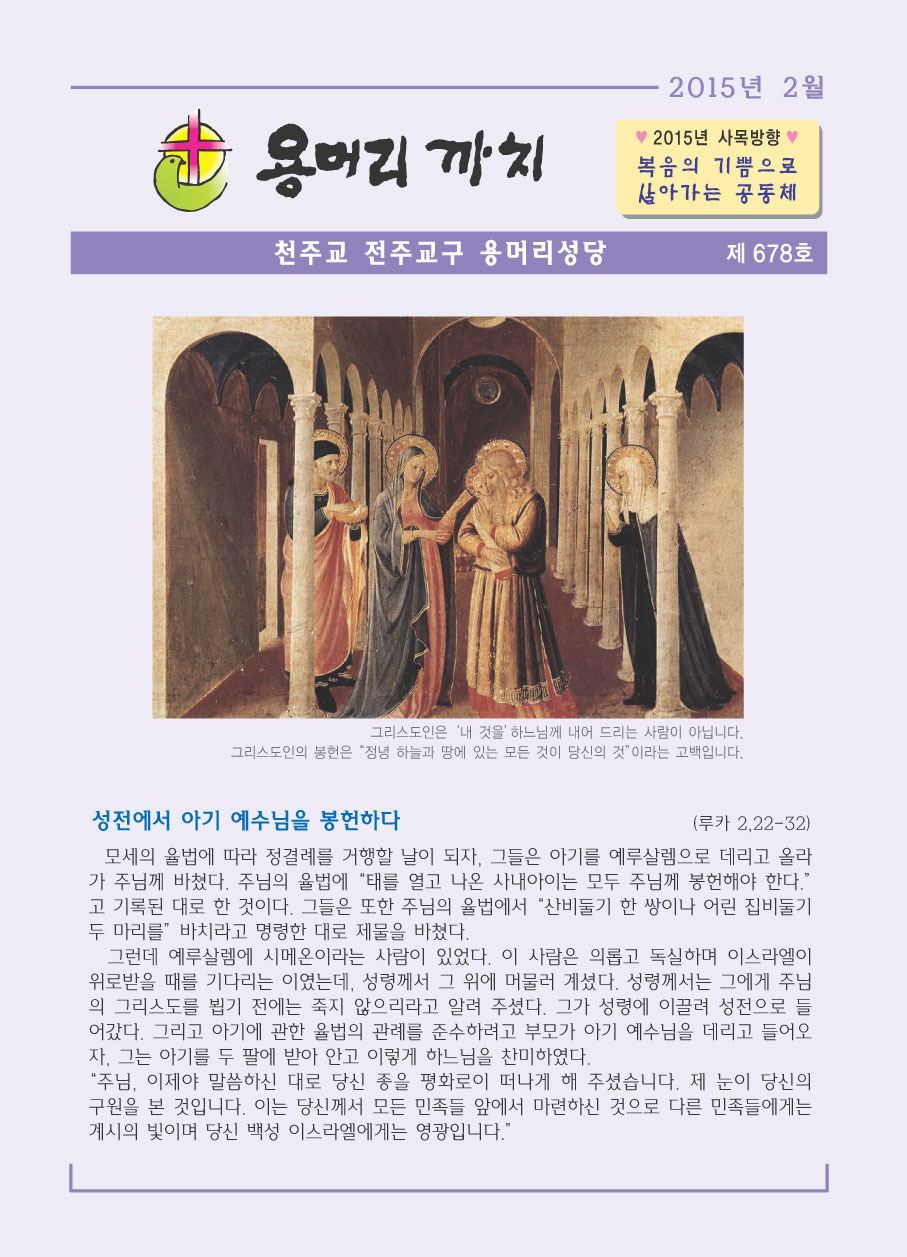 2015년 2월
용머리 까치
♥ 2015년 사목방향 ♥
복음의 기쁨으로
살아가는 공동체
천주교 전주교구 용머리성당 제 678호
그리스도인은 ‘내 것을’ 하느님께 내어 드리는 사람이 아닙니다.
그리스도인의 봉헌은 “정녕 하늘과 땅에 있는 모든 것이 당신의 것”이라는 고백입니다.
성전에서 아기 예수님을 봉헌하다 (루카 2,22-32)
모세의 율법에 따라 정결례를 거행할 날이 되자, 그들은 아기를 예루살렘으로 데리고 올라
가 주님께 바쳤다. 주님의 율법에 “태를 열고 나온 사내아이는 모두 주님께 봉헌해야 한다.”
고 기록된 대로 한 것이다. 그들은 또한 주님의 율법에서 “산비둘기 한 쌍이나 어린 집비둘기
두 마리를” 바치라고 명령한 대로 제물을 바쳤다.
그런데 예루살렘에 시메온이라는 사람이 있었다. 이 사람은 의롭고 독실하며 이스라엘이
위로받을 때를 기다리는 이였는데, 성령께서 그 위에 머물러 계셨다. 성령께서는 그에게 주님
의 그리스도를 뵙기 전에는 죽지 않으리라고 알려 주셨다. 그가 성령에 이끌려 성전으로 들
어갔다. 그리고 아기에 관한 율법의 관례를 준수하려고 부모가 아기 예수님을 데리고 들어오
자, 그는 아기를 두 팔에 받아 안고 이렇게 하느님을 찬미하였다.
“주님, 이제야 말씀하신 대로 당신 종을 평화로이 떠나게 해 주셨습니다. 제 눈이 당신의
구원을 본 것입니다. 이는 당신께서 모든 민족들 앞에서 마련하신 것으로 다른 민족들에게는
계시의 빛이며 당신 백성 이스라엘에게는 영광입니다.”